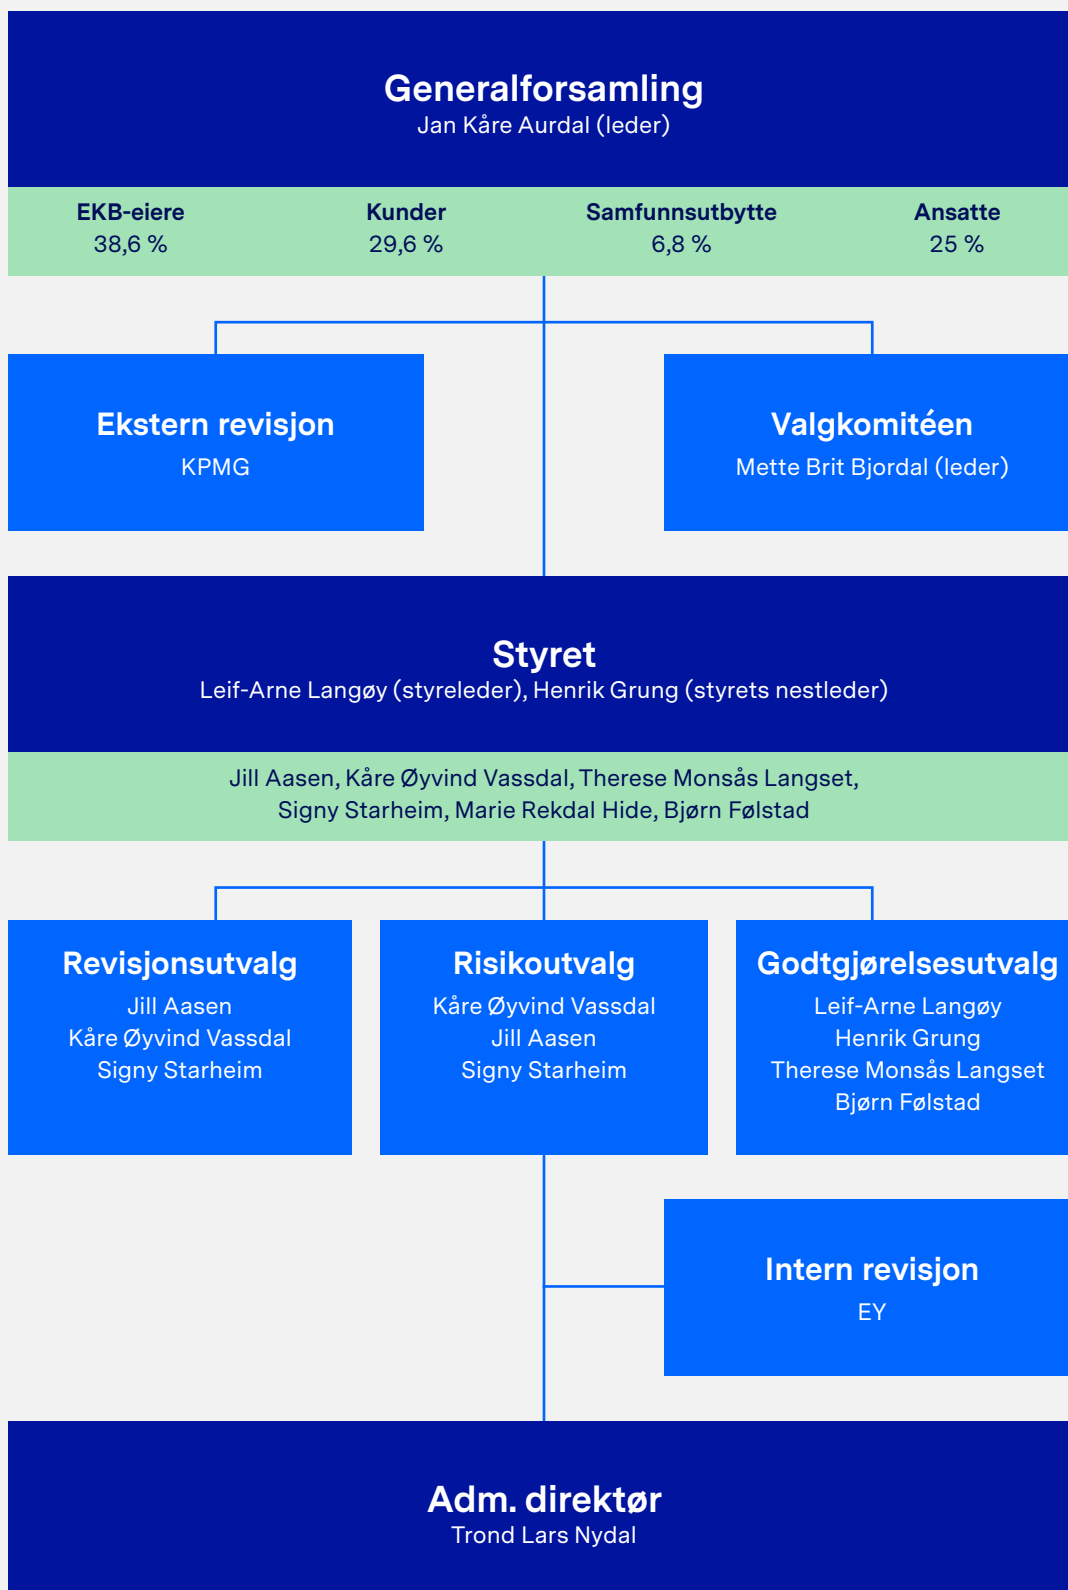 Generalforsamling
Jan Kåre Aurdal (leder)
EKB-eiere Kunder Samfunnsutbytte Ansatte
38,6 % 29,6 % 6,8 % 25 %
Ekstern revisjon
KPMG
Valgkomitéen
Mette Brit Bjordal (leder)
Styret
Leif-Arne Langøy (styreleder), Henrik Grung (styrets nestleder)
Jill Aasen, Kåre Øyvind Vassdal, Therese Monsås Langset,
Signy Starheim, Marie Rekdal Hide, Bjørn Følstad
Revisjonsutvalg
Jill Aasen
Kåre Øyvind Vassdal
Signy Starheim
Risikoutvalg
Kåre Øyvind Vassdal
Jill Aasen
Signy Starheim
Godtgjørelsesutvalg
Leif-Arne Langøy
Henrik Grung
Therese Monsås Langset
Bjørn Følstad
Intern revisjon
EY
Adm. direktør
Trond Lars Nydal